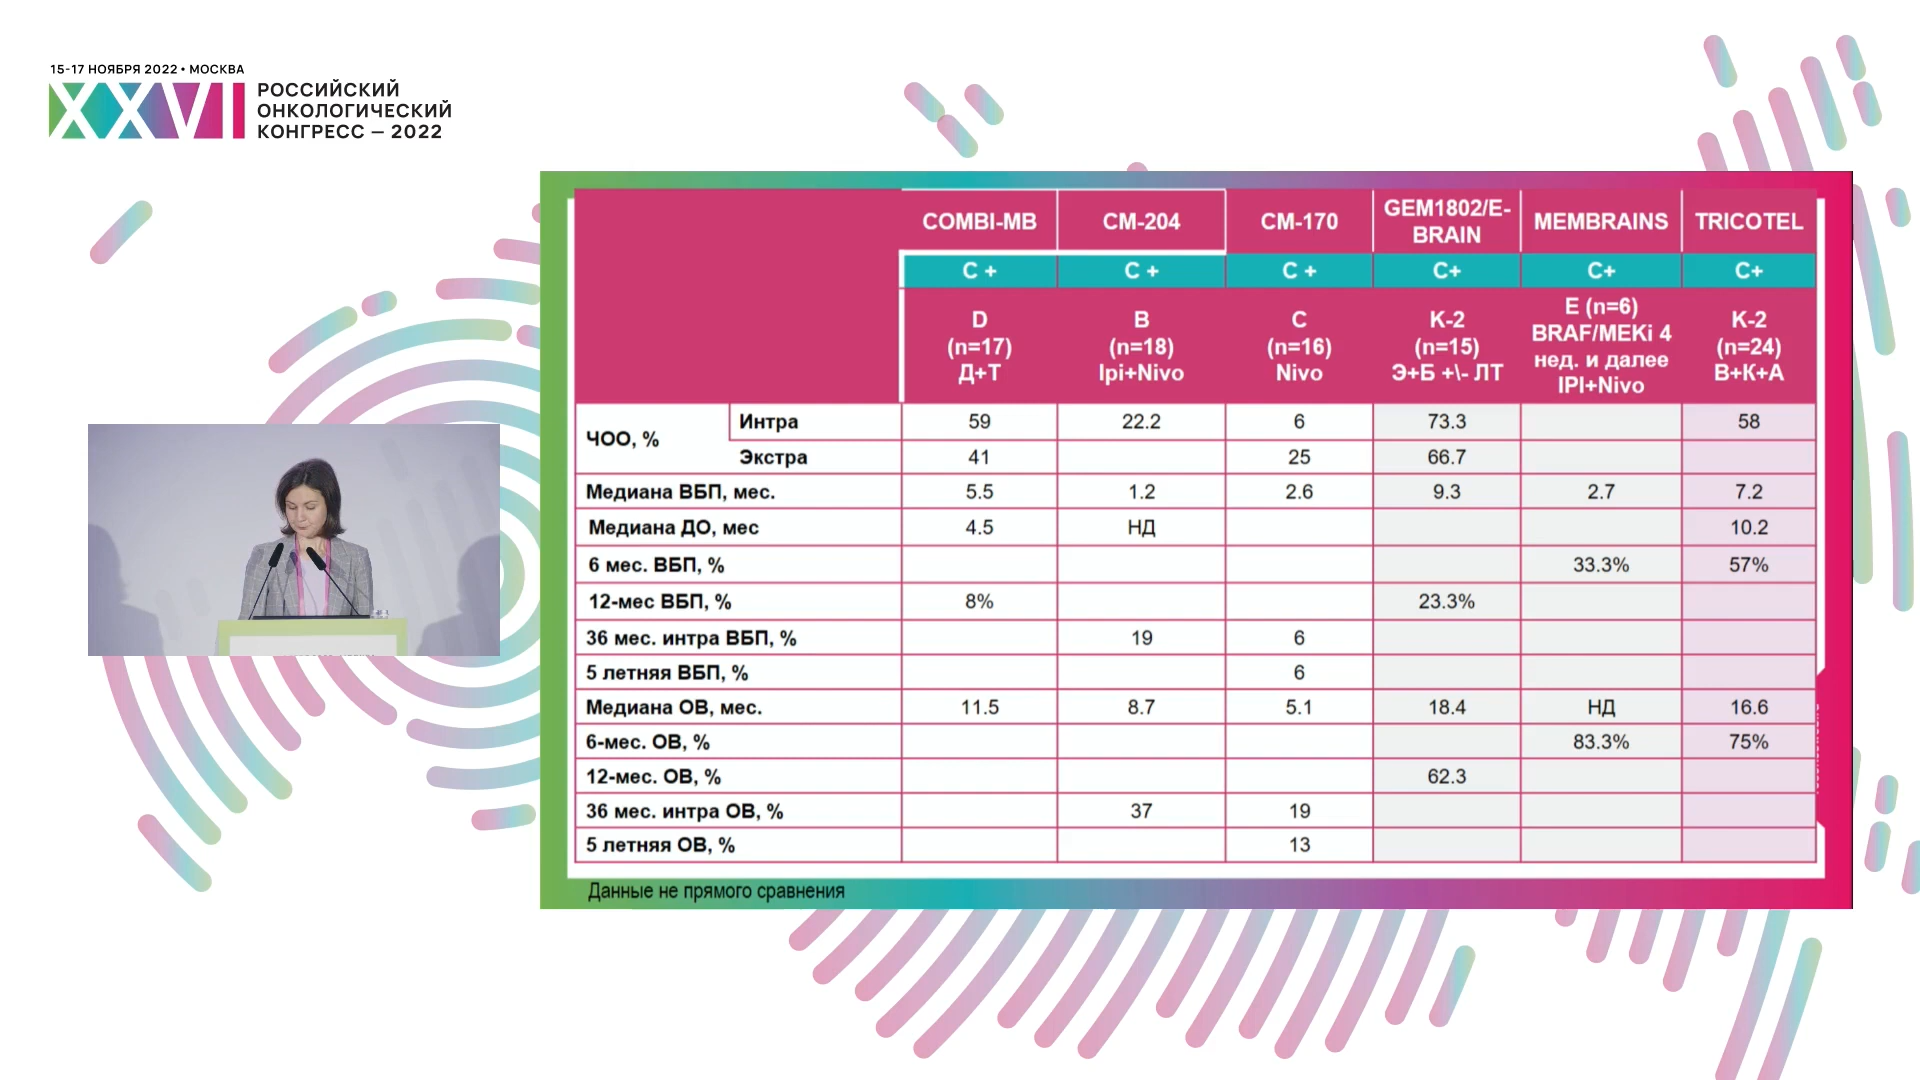 15-17 НОЯБРЯ 2022 • МОСКВА
XXVI
РОССИЙСКИЙ
ОНКОЛОГИЧЕСКИЙ
КОНГРЕСС – 2022
COMBI-MB CM-204 CM-170 GEM1802/E-BRAIN MEMBRAINS TRICOTEL
C + C + C + C+ C+ C+
D (n=17) Д+Т
B (n=18) Ipi+Nivo
C (n=16) Nivo
K-2 (n=15) Э+Б +\- ЛТ
E (n=6) BRAF/MEKi 4 нед. и далее IPI+Nivo
K-2 (n=24) В+К+А
ЧОО, %
Интра 59 22.2 6 73.3 58
Экстра 41 25 66.7
Медиана ВБП, мес. 5.5 1.2 2.6 9.3 2.7 7.2
Медиана ДО, мес 4.5 НД 10.2
6 мес. ВБП, % 33.3% 57%
12-мес ВБП, % 8% 23.3%
36 мес. интра ВБП, % 19 6
5 летняя ВБП, % 6
Медиана ОВ, мес. 11.5 8.7 5.1 18.4 НД 16.6
6-мес. ОВ, % 83.3% 75%
12-мес. ОВ, % 62.3
36 мес. интра ОВ, % 37 19
5 летняя ОВ, % 13
Данные не прямого сравнения